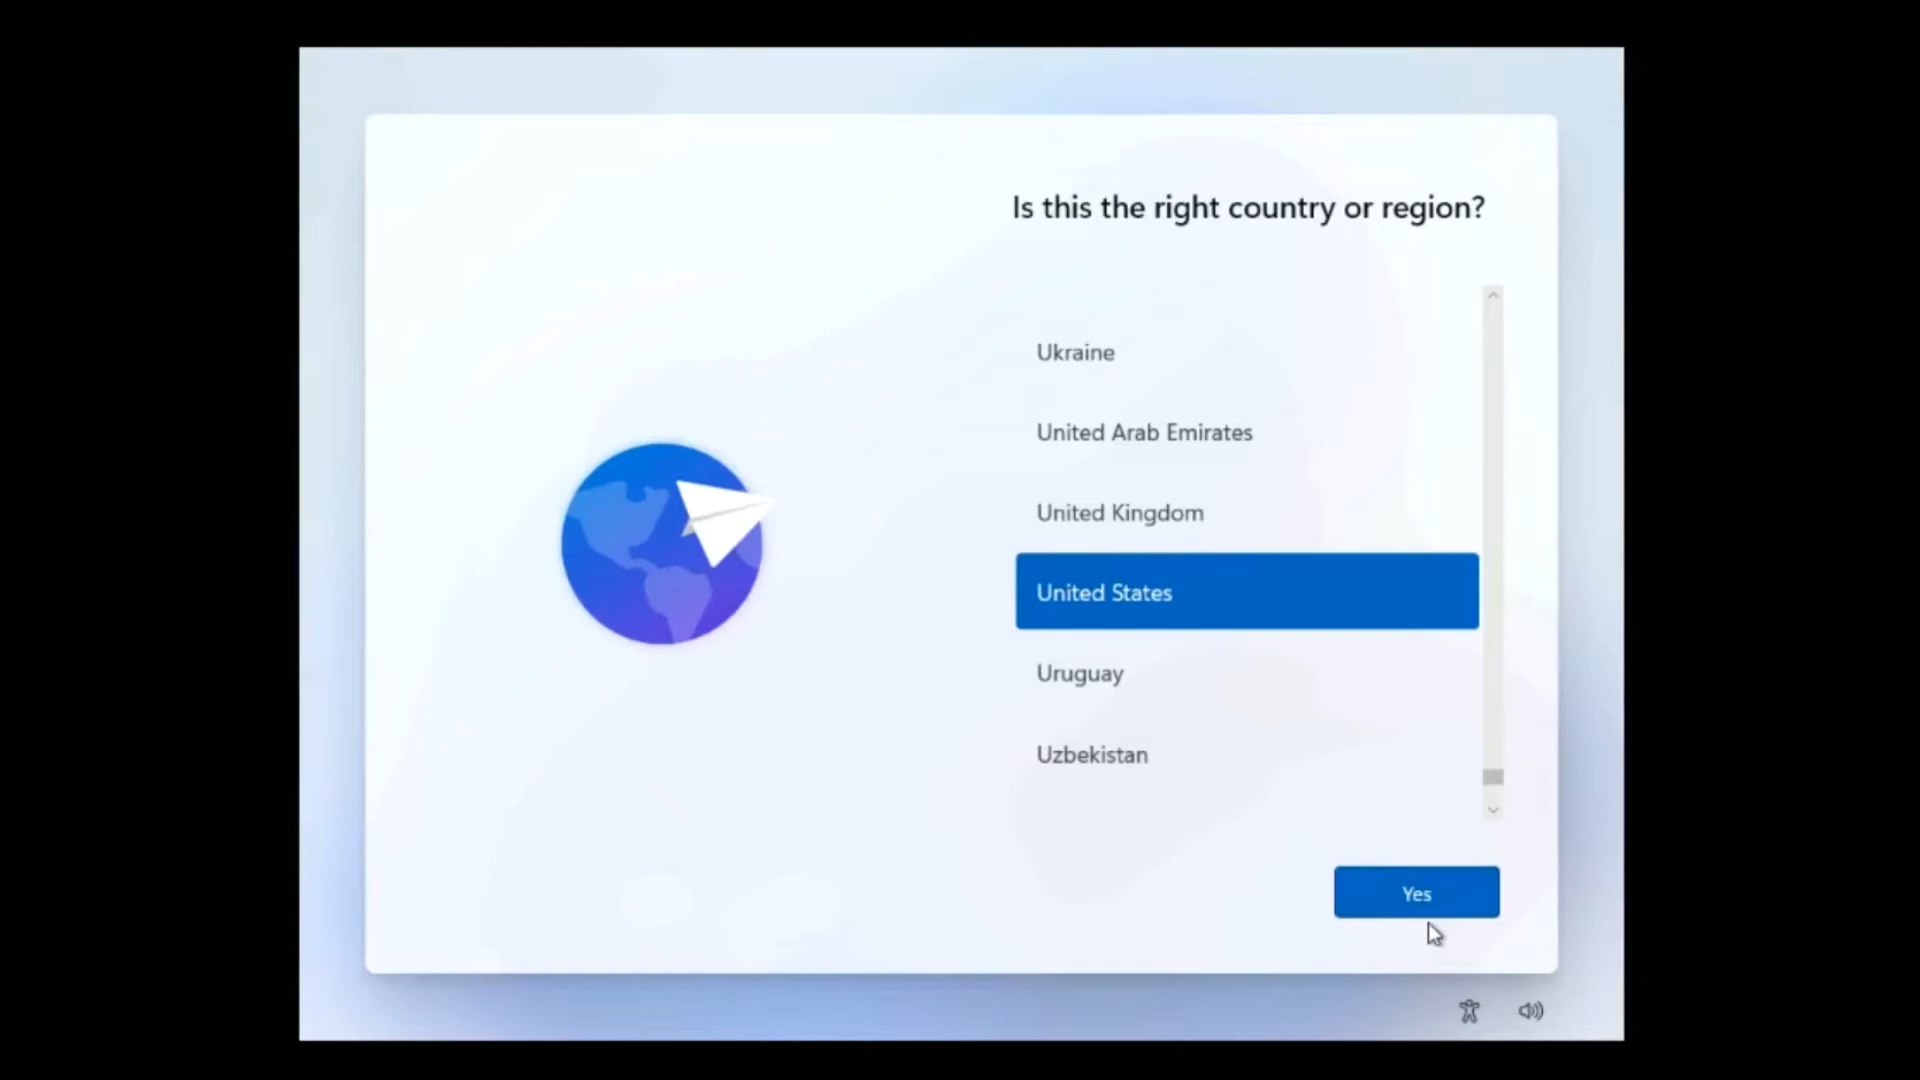 Is this the right country or region?
Ukraine
United Arab Emirates
United Kingdom
United States
Uruguay
Uzbekistan
Yes